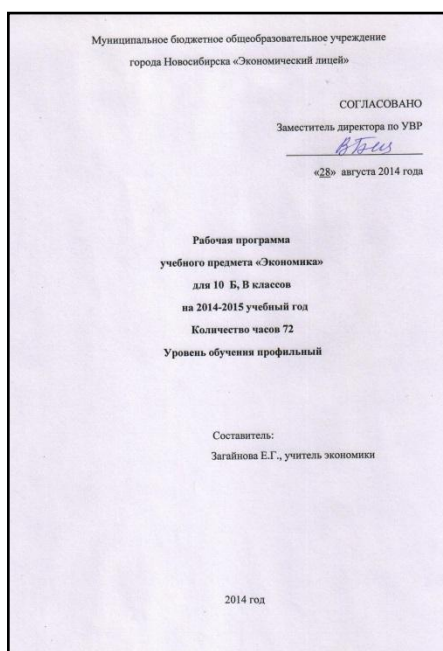 Муниципальное бюджетное общеобразовательное учреждение
города Новосибирска «Экономический лицей»
СОГЛАСОВАНО
Заместитель директора по УВР
«28» августа 2014 года
Рабочая программа
учебного предмета «Экономика»
для 10 Б, В классов
на 2014-2015 учебный год
Количество часов 72
Уровень обучения профильный
Составитель:
Загайнова Е.Г., учитель экономики
2014 год